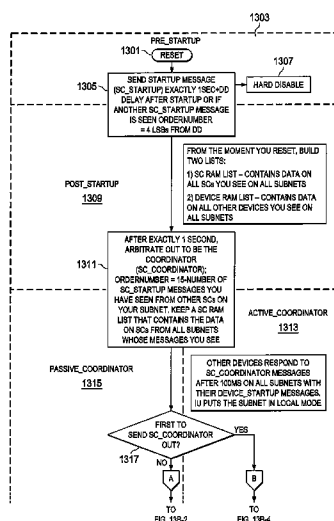 1303
PRE_STARTUP
1301
RESET
1305
SEND STARTUP MESSAGE
(SC_STARTUP) EXACTLY 1SEC+DD
DELAY AFTER STARTUP OR IF
ANOTHER SC_STARTUP MESSAGE
IS SEEN ORDERNUMBER
= 4 LSBs FROM DD
1307
HARD DISABLE
FROM THE MOMENT YOU RESET, BUILD
TWO LISTS:
1) SC RAM LIST – CONTAINS DATA ON
ALL SCs YOU SEE ON ALL SUBNETS
2) DEVICE RAM LIST – CONTAINS DATA
ON ALL OTHER DEVICES YOU SEE ON
ALL SUBNETS
POST_STARTUP
1309
1311
AFTER EXACTLY 1 SECOND,
ARBITRATE OUT TO BE THE
COORDINATOR
(SC_COORDINATOR);
ORDERNUMBER = 15-NUMBER OF
SC_STARTUP MESSAGES YOU
HAVE SEEN FROM OTHER SCs ON
YOUR SUBNET. KEEP A SC RAM
LIST THAT CONTAINS THE DATA
ON SCs FROM ALL SUBNETS
WHOSE MESSAGES YOU SEE
ACTIVE_COORDINATOR
1313
PASSIVE_COORDINATOR
1315
OTHER DEVICES RESPOND TO
SC_COORDINATOR MESSAGES
AFTER 100MS ON ALL SUBNETS WITH
THEIR DEVICE_STARTUP MESSAGES.
IU PUTS THE SUBNET IN LOCAL MODE
FIRST TO
SEND SC_COORDINATOR
OUT?
1317
YES
NO
A
B
TO
FIG. 13B-2
TO
FIG. 13B-4